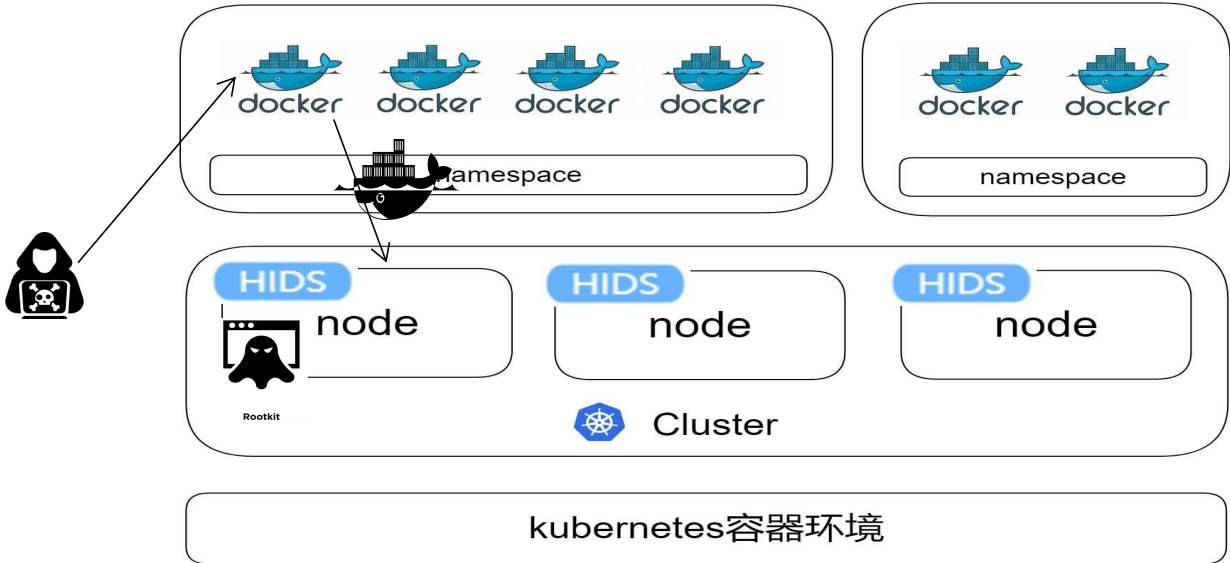 docker
docker
docker
docker
docker
docker
namespace
namespace
HIDS
HIDS
HIDS
node
node
node
Rootkit
Cluster
kubernetes容器环境